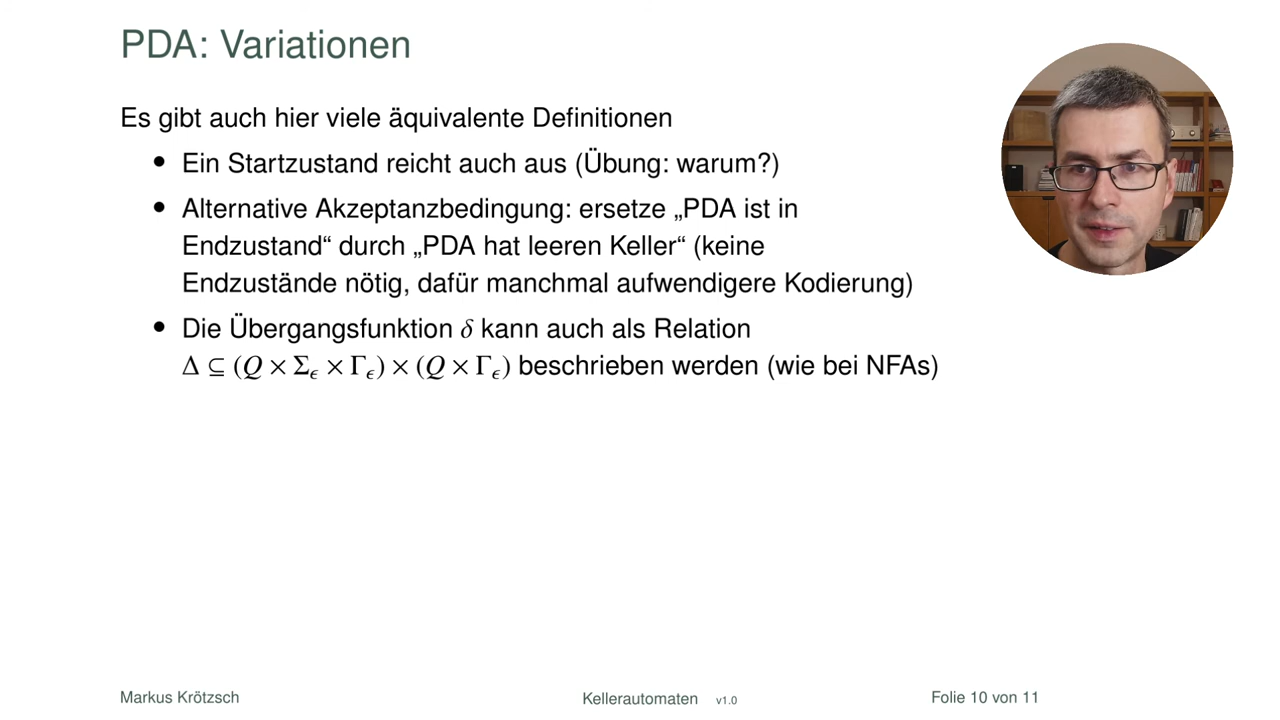 PDA: Variationen
Es gibt auch hier viele äquivalente Definitionen
• Ein Startzustand reicht auch aus (Übung: warum?)
• Alternative Akzeptanzbedingung: ersetze „PDA ist in
Endzustand“ durch „PDA hat leeren Keller“ (keine
Endzustände nötig, dafür manchmal aufwendigere Kodierung)
• Die Übergangsfunktion δ kann auch als Relation
Δ ⊆ (Q × Σ_ϵ × Γ_ϵ) × (Q × Γ_ϵ) beschrieben werden (wie bei NFAs)
Markus Krötzsch Kellerautomaten v1.0 Folie 10 von 11